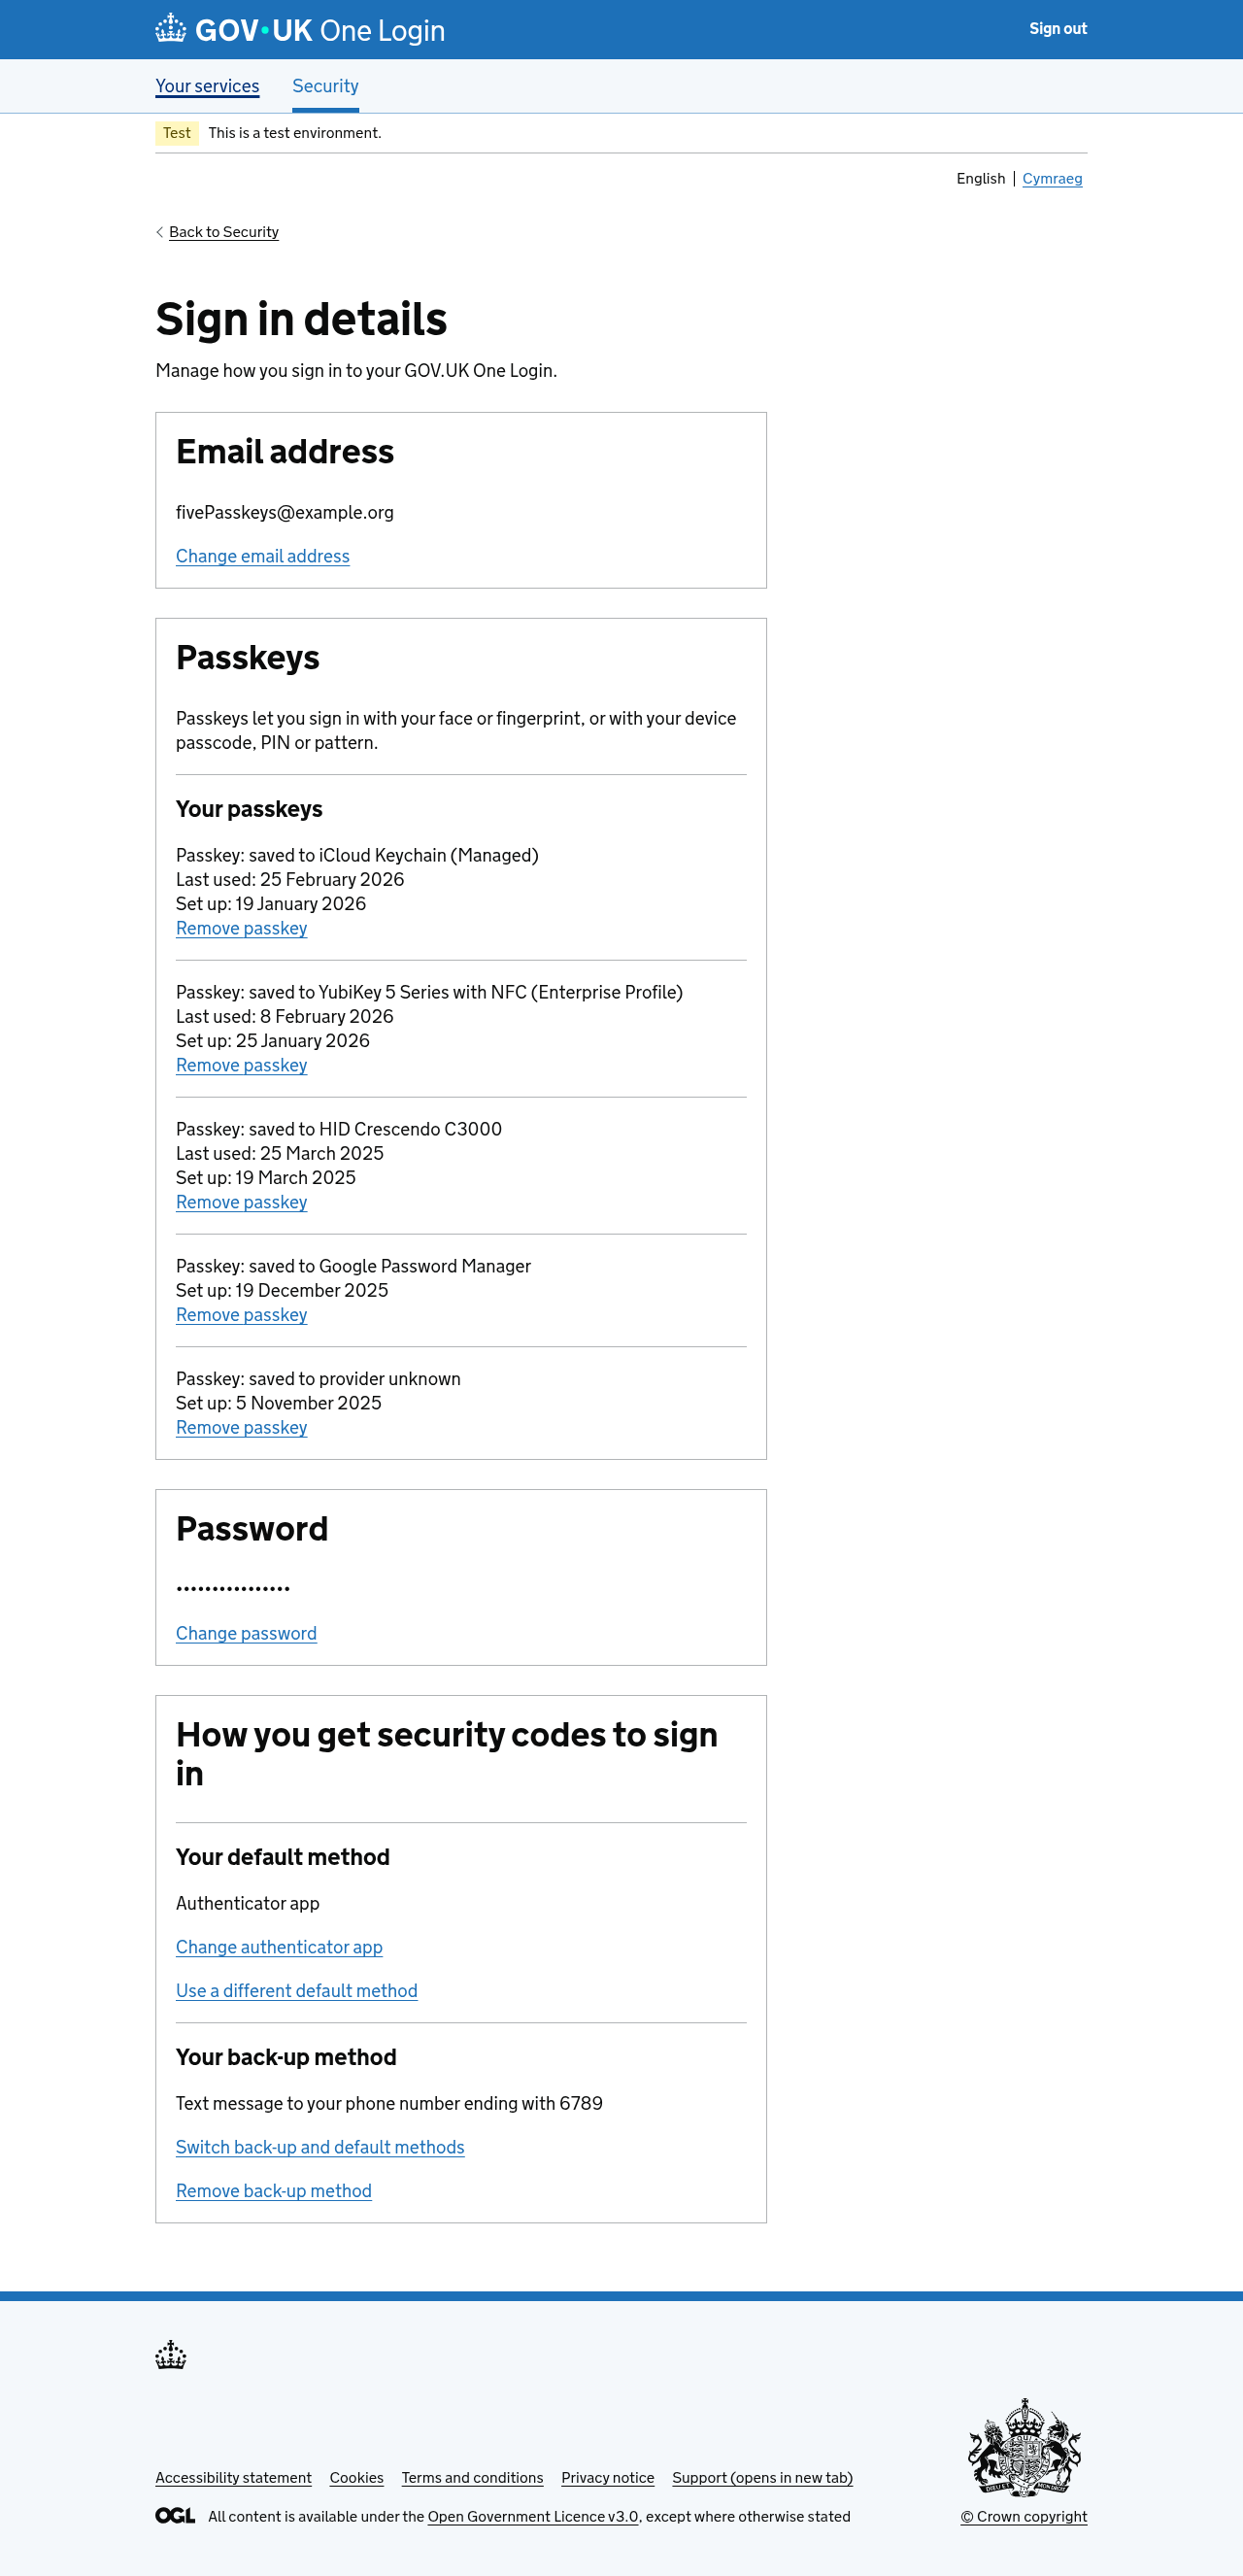 GOV•UK One Login
Sign out
Your services
Security
Test
This is a test environment.
English
Cymraeg
Back to Security
Sign in details
Manage how you sign in to your GOV.UK One Login.
Email address
fivePasskeys@example.org
Change email address
Passkeys
Passkeys let you sign in with your face or fingerprint, or with your device
passcode, PIN or pattern.
Your passkeys
Passkey: saved to iCloud Keychain (Managed)
Last used: 25 February 2026
Set up: 19 January 2026
Remove passkey
Passkey: saved to YubiKey 5 Series with NFC (Enterprise Profile)
Last used: 8 February 2026
Set up: 25 January 2026
Remove passkey
Passkey: saved to HID Crescendo C3000
Last used: 25 March 2025
Set up: 19 March 2025
Remove passkey
Passkey: saved to Google Password Manager
Set up: 19 December 2025
Remove passkey
Passkey: saved to provider unknown
Set up: 5 November 2025
Remove passkey
Password
••••••••••••••••
Change password
How you get security codes to sign
in
Your default method
Authenticator app
Change authenticator app
Use a different default method
Your back-up method
Text message to your phone number ending with 6789
Switch back-up and default methods
Remove back-up method
Accessibility statement
Cookies
Terms and conditions
Privacy notice
Support (opens in new tab)
OGL
All content is available under the Open Government Licence v3.0, except where otherwise stated
© Crown copyright